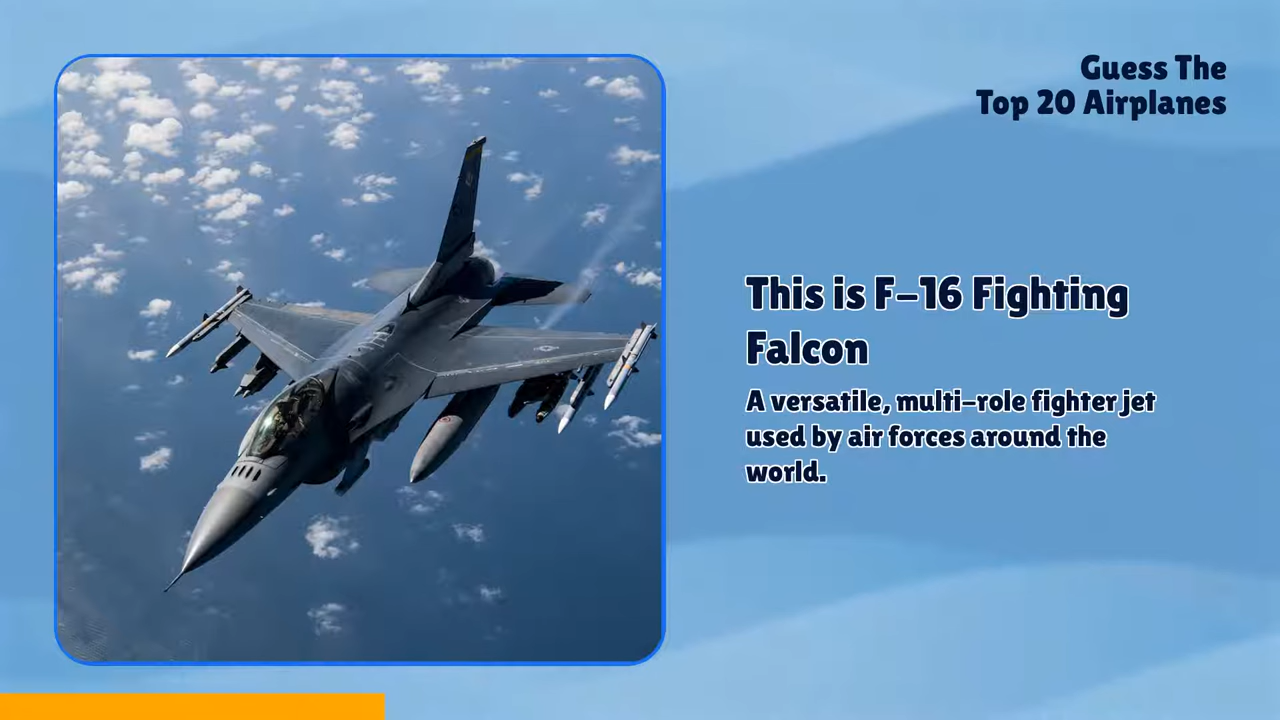 Guess The
Top 20 Airplanes
This is F-16 Fighting
Falcon
A versatile, multi-role fighter jet
used by air forces around the
world.